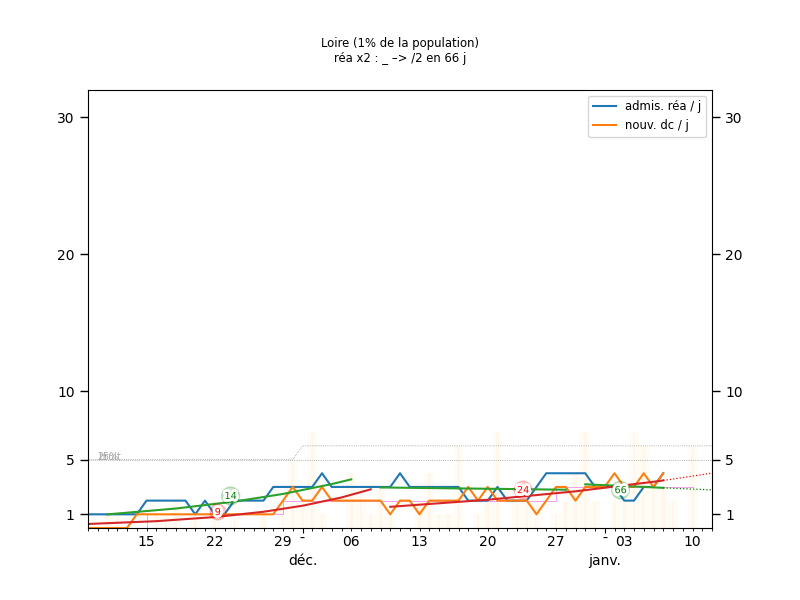 Loire (1% de la population)
réa x2 : _ –> /2 en 66 j
admis. réa / j
nouv. dc / j
30 30
20 20
10 10
5 5
1 1
14
9
24
66
15 22 29 - 06 13 20 27 - 03 10
déc. janv.